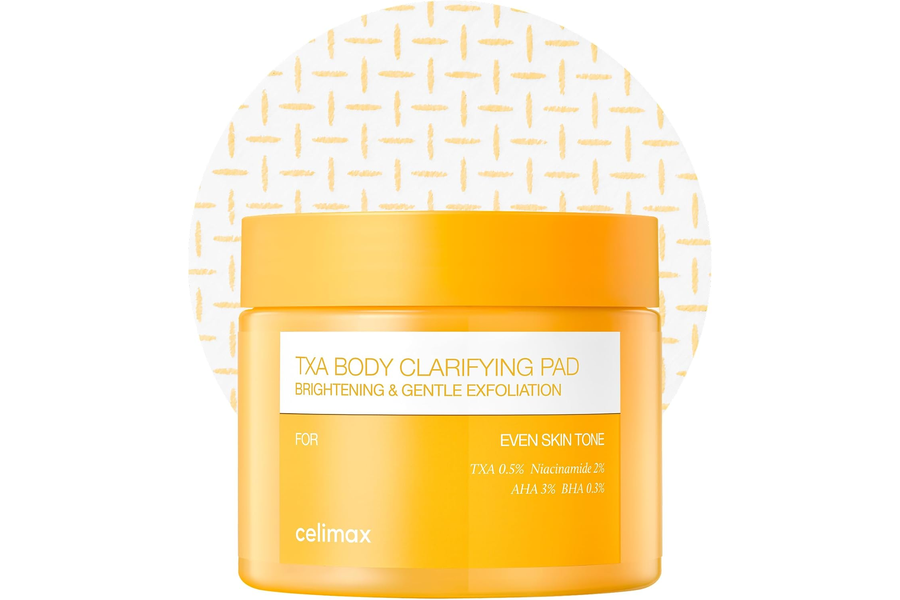 TXA BODY CLARIFYING PAD
BRIGHTENING & GENTLE EXFOLIATION
FOR EVEN SKIN TONE
TXA 0.5% Niacinamide 2%
AHA 3% BHA 0.3%
celimax